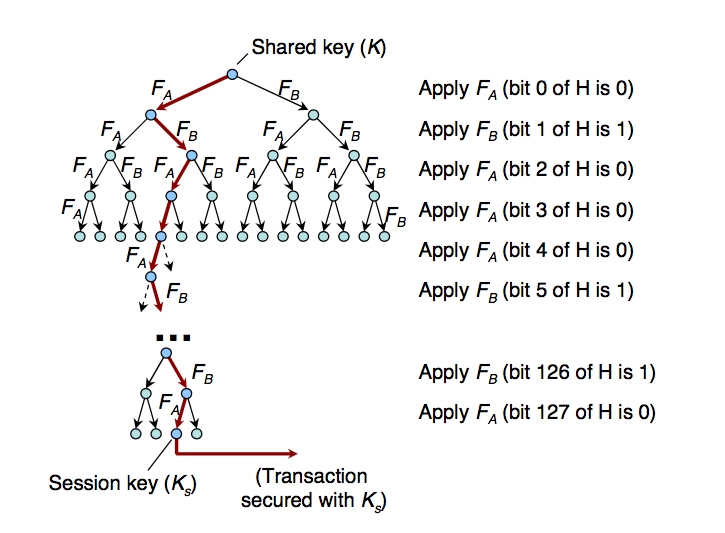 Shared key (K)
F_A F_B Apply F_A (bit 0 of H is 0)
F_A F_B F_A F_B Apply F_B (bit 1 of H is 1)
F_A F_B F_A F_B F_A F_B F_A F_B Apply F_A (bit 2 of H is 0)
F_A F_B Apply F_A (bit 3 of H is 0)
F_A Apply F_A (bit 4 of H is 0)
F_B Apply F_B (bit 5 of H is 1)
...
F_B Apply F_B (bit 126 of H is 1)
F_A Apply F_A (bit 127 of H is 0)
Session key (K_s)
(Transaction
secured with K_s)